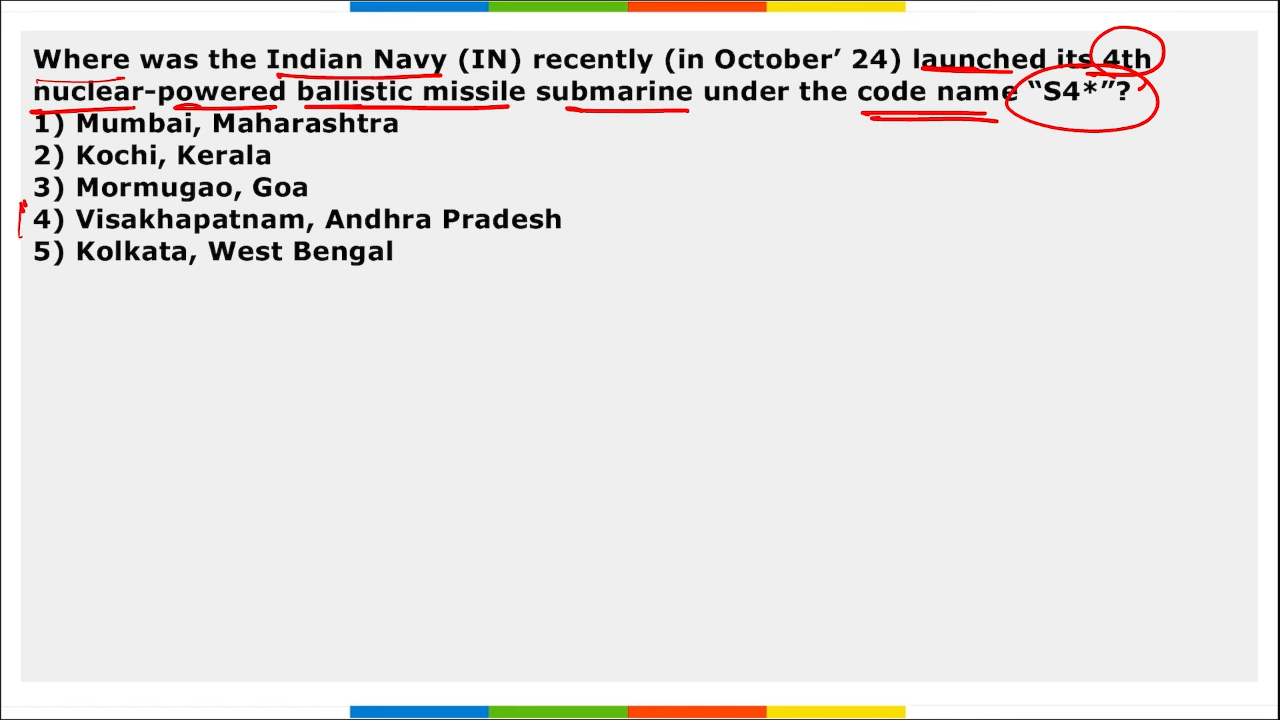 Where was the Indian Navy (IN) recently (in October’ 24) launched its 4th
nuclear-powered ballistic missile submarine under the code name “S4*”?
1) Mumbai, Maharashtra
2) Kochi, Kerala
3) Mormugao, Goa
4) Visakhapatnam, Andhra Pradesh
5) Kolkata, West Bengal